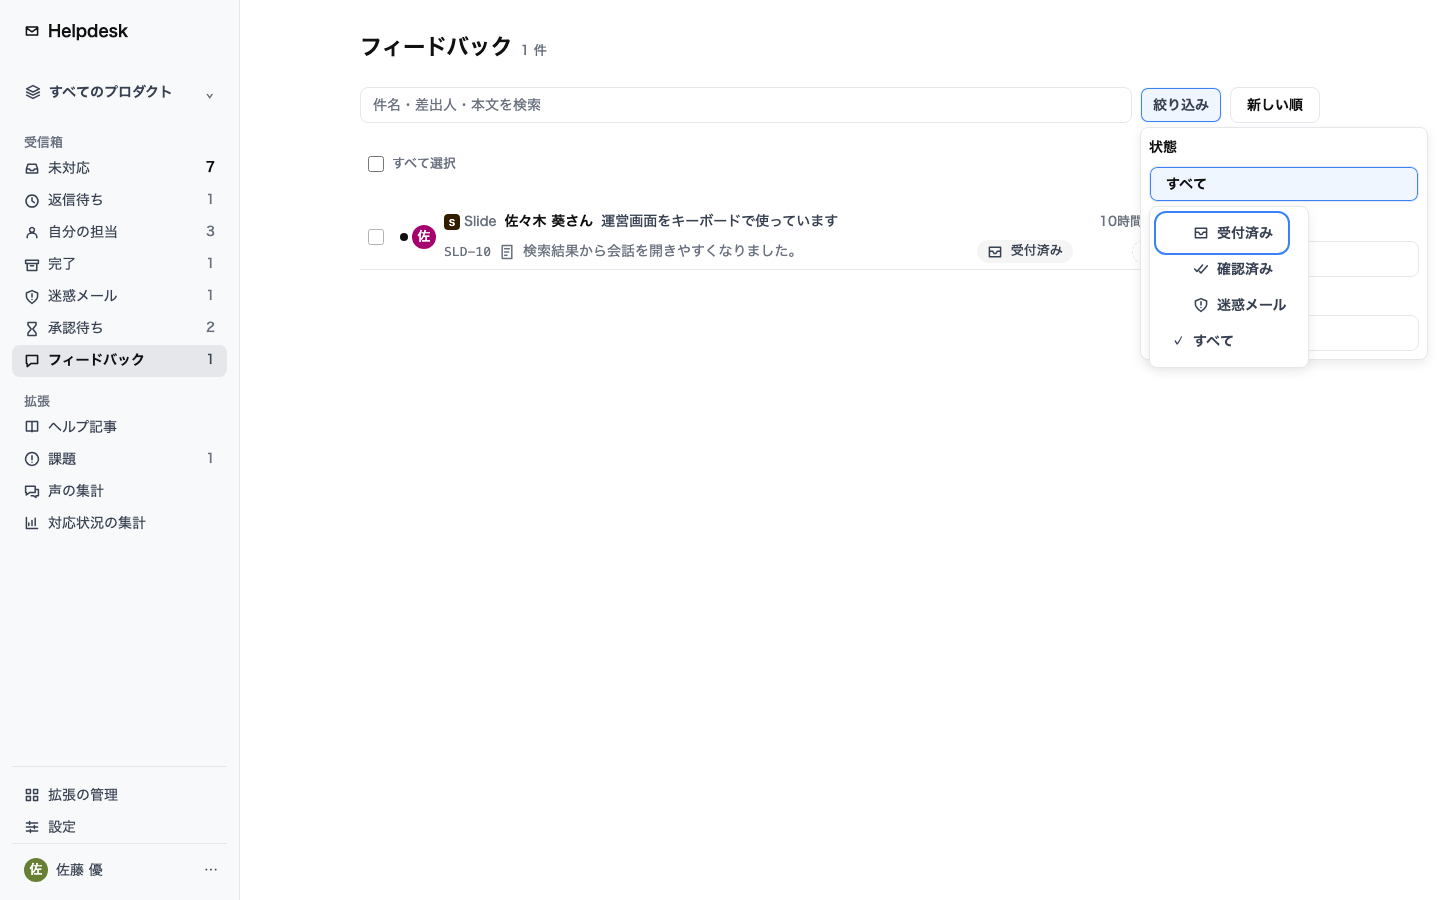 Helpdesk
すべてのプロダクト
受信箱
未対応 7
返信待ち 1
自分の担当 3
完了 1
迷惑メール 1
承認待ち 2
フィードバック 1
拡張
ヘルプ記事
課題 1
声の集計
対応状況の集計
拡張の管理
設定
佐 佐藤 優 …
フィードバック 1 件
件名・差出人・本文を検索 絞り込み 新しい順
すべて選択
佐 S Slide 佐々木 葵さん 運営画面をキーボードで使っています 10時間
SLD-10 検索結果から会話を開きやすくなりました。 受付済み
状態
すべて
受付済み
確認済み
迷惑メール
✓ すべて